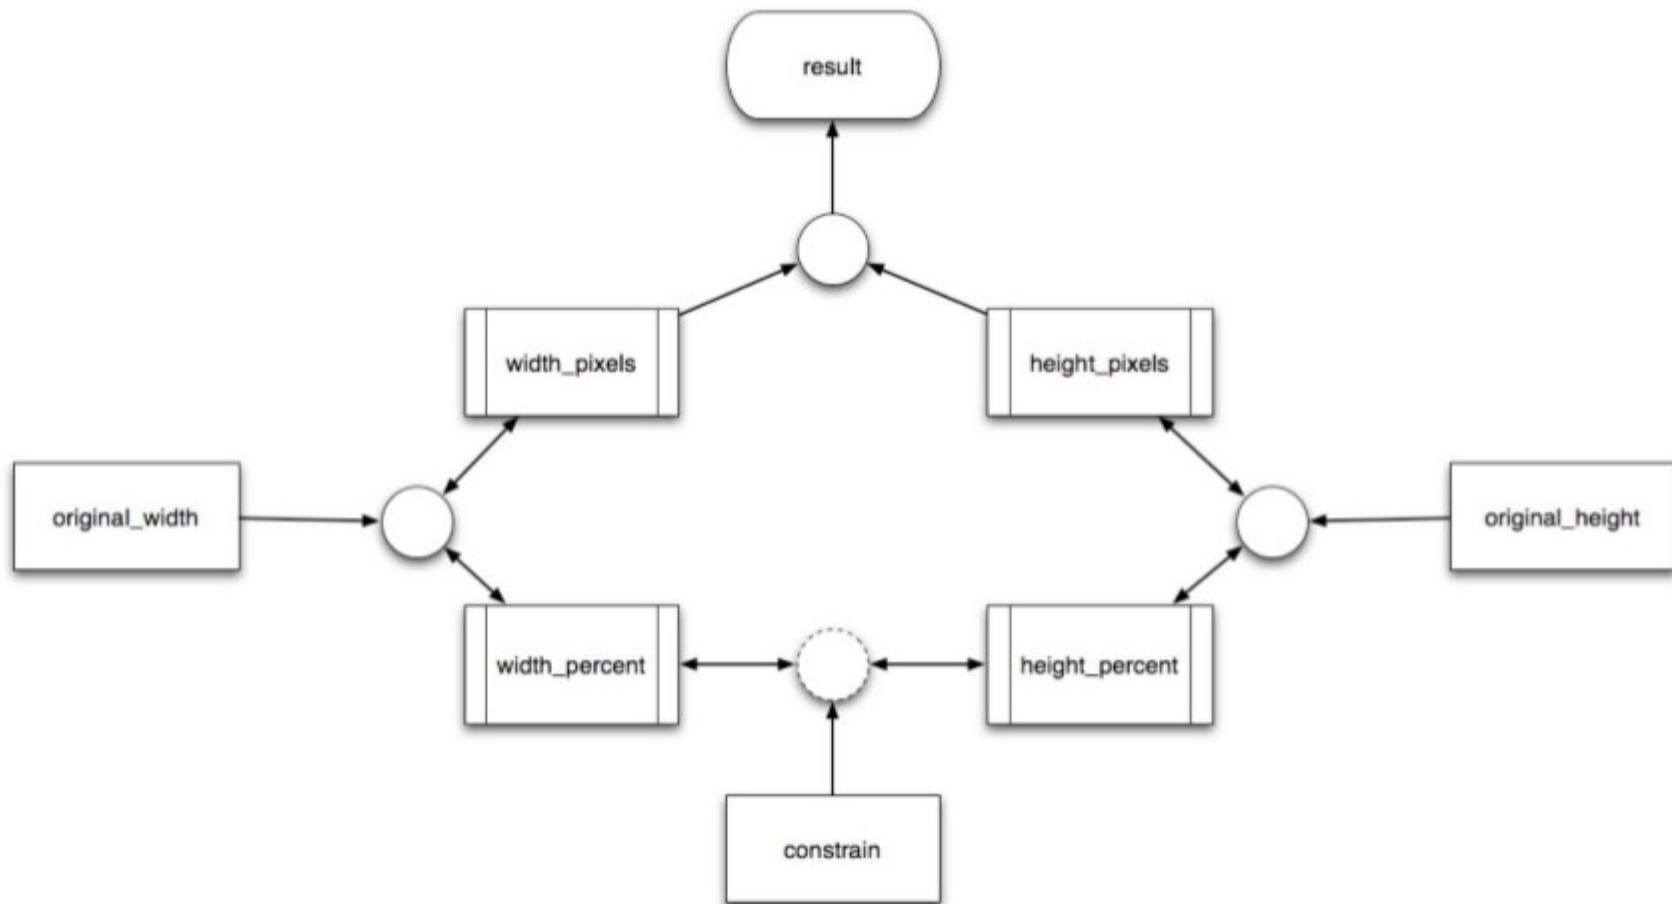 result
width_pixels
height_pixels
original_width
original_height
width_percent
height_percent
constrain